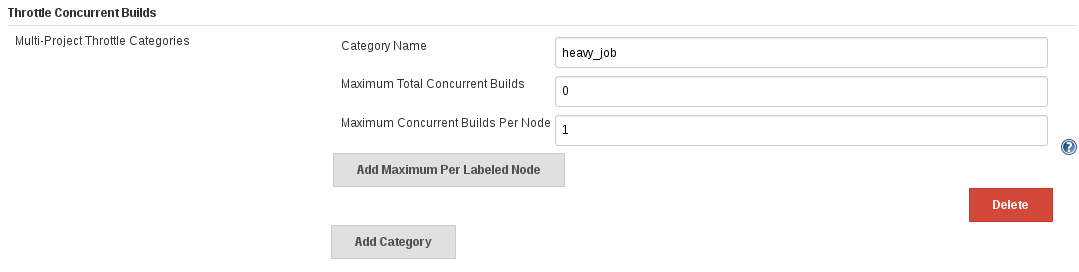 Throttle Concurrent Builds
Multi-Project Throttle Categories
Category Name
heavy_job
Maximum Total Concurrent Builds
0
Maximum Concurrent Builds Per Node
1
?
Add Maximum Per Labeled Node
Delete
Add Category